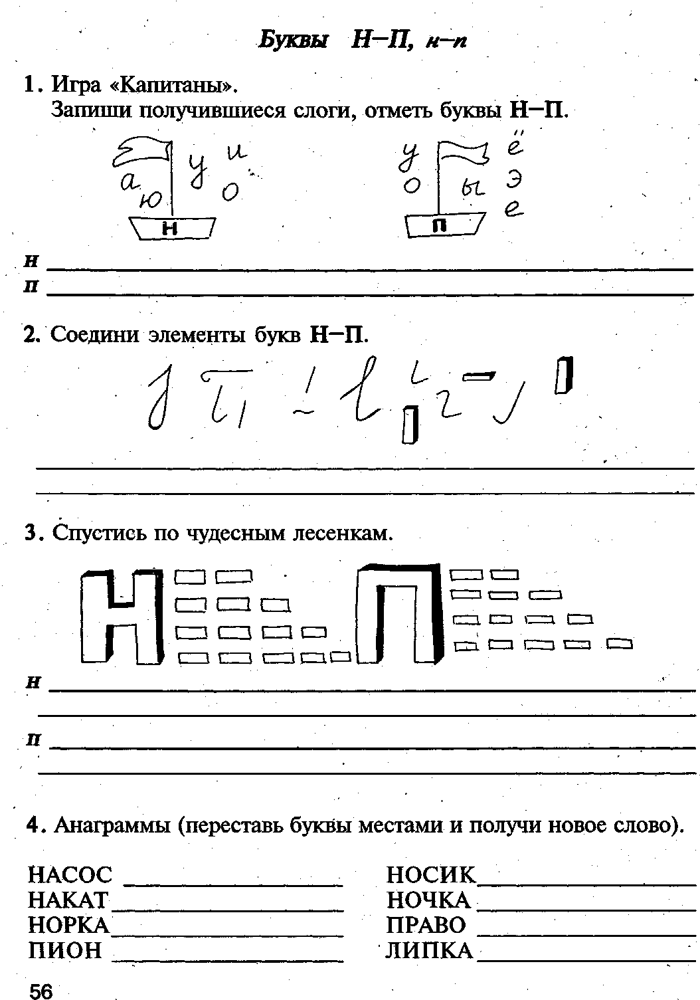 Буквы Н—П, н—п
1. Игра «Капитаны».
Запиши получившиеся слоги, отметь буквы Н—П.
а ю у и о
Н
у о ы ё э е
П
н
п
2. Соедини элементы букв Н—П.
3. Спустись по чудесным лесенкам.
Н П
н
п
4. Анаграммы (переставь буквы местами и получи новое слово).
НАСОС НОСИК
НАКАТ НОЧКА
НОРКА ПРАВО
ПИОН ЛИПКА
56